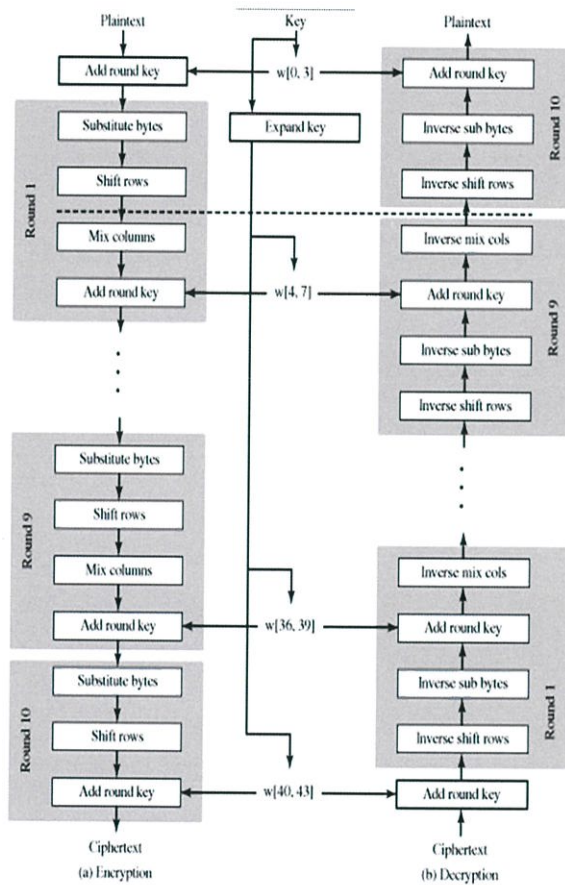 Plaintext
Key
Plaintext
Add round key
w[0, 3]
Add round key
Substitute bytes
Expand key
Inverse sub bytes
Round 10
Shift rows
Inverse shift rows
Round 1
Mix columns
Inverse mix cols
Add round key
w[4, 7]
Add round key
Round 9
Inverse sub bytes
Inverse shift rows
Substitute bytes
Shift rows
Round 9
Mix columns
Inverse mix cols
Add round key
w[36, 39]
Add round key
Substitute bytes
Inverse sub bytes
Round 1
Round 10
Shift rows
Inverse shift rows
Add round key
w[40, 43]
Add round key
Ciphertext
Ciphertext
(a) Encryption
(b) Decryption